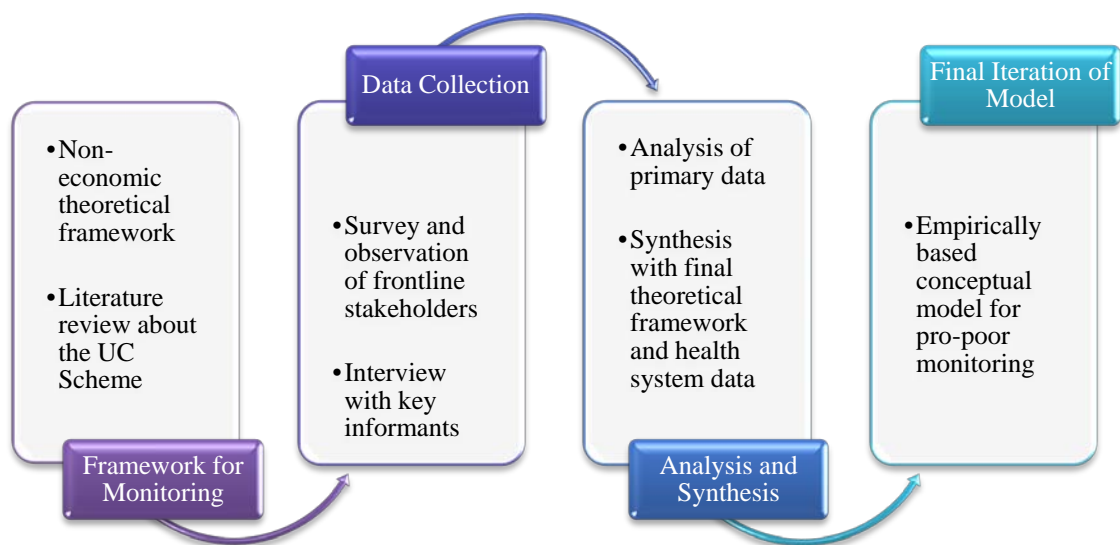 •Non-
economic
theoretical
framework
•Literature
review about
the UC
Scheme
Framework for
Monitoring
Data Collection
•Survey and
observation
of frontline
stakeholders
•Interview
with key
informants
•Analysis of
primary data
•Synthesis
with final
theoretical
framework
and health
system data
Analysis and
Synthesis
Final Iteration of
Model
•Empirically
based
conceptual
model for
pro-poor
monitoring